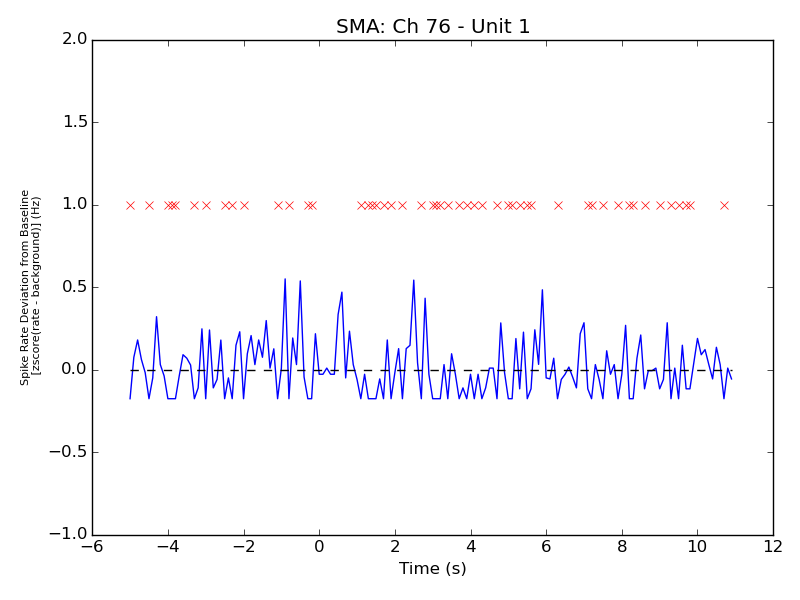 SMA: Ch 76 - Unit 1
2.0
1.5
1.0
0.5
0.0
−0.5
−1.0
Spike Rate Deviation from Baseline
[zscore(rate - background)] (Hz)
−6 −4 −2 0 2 4 6 8 10 12
Time (s)